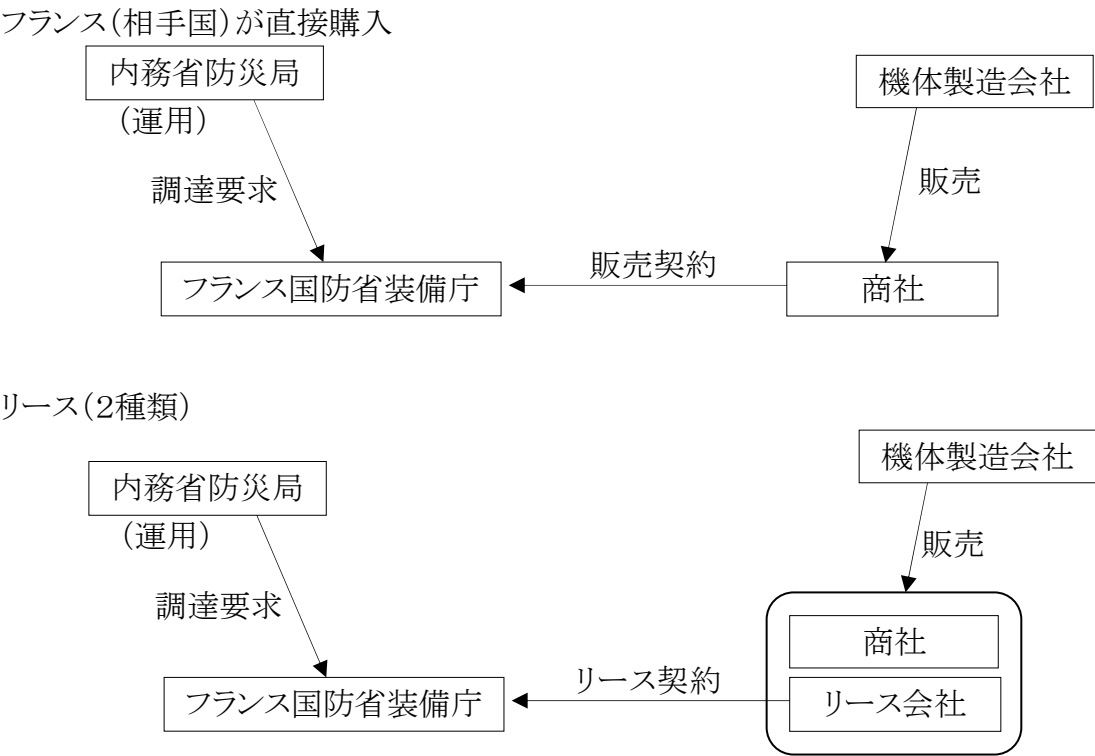 フランス(相手国)が直接購入
内務省防災局
(運用)
機体製造会社
調達要求
販売
フランス国防省装備庁
販売契約
商社
リース(2種類)
内務省防災局
(運用)
機体製造会社
調達要求
販売
商社
フランス国防省装備庁
リース契約
リース会社